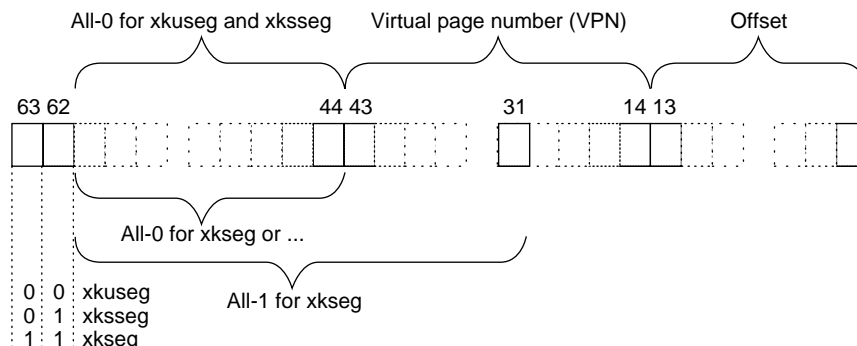 All-0 for xkuseg and xksseg Virtual page number (VPN) Offset
63 62 44 43 31 14 13
All-0 for xkseg or ...
All-1 for xkseg
0 0 xkuseg
0 1 xksseg
1 1 xkseg